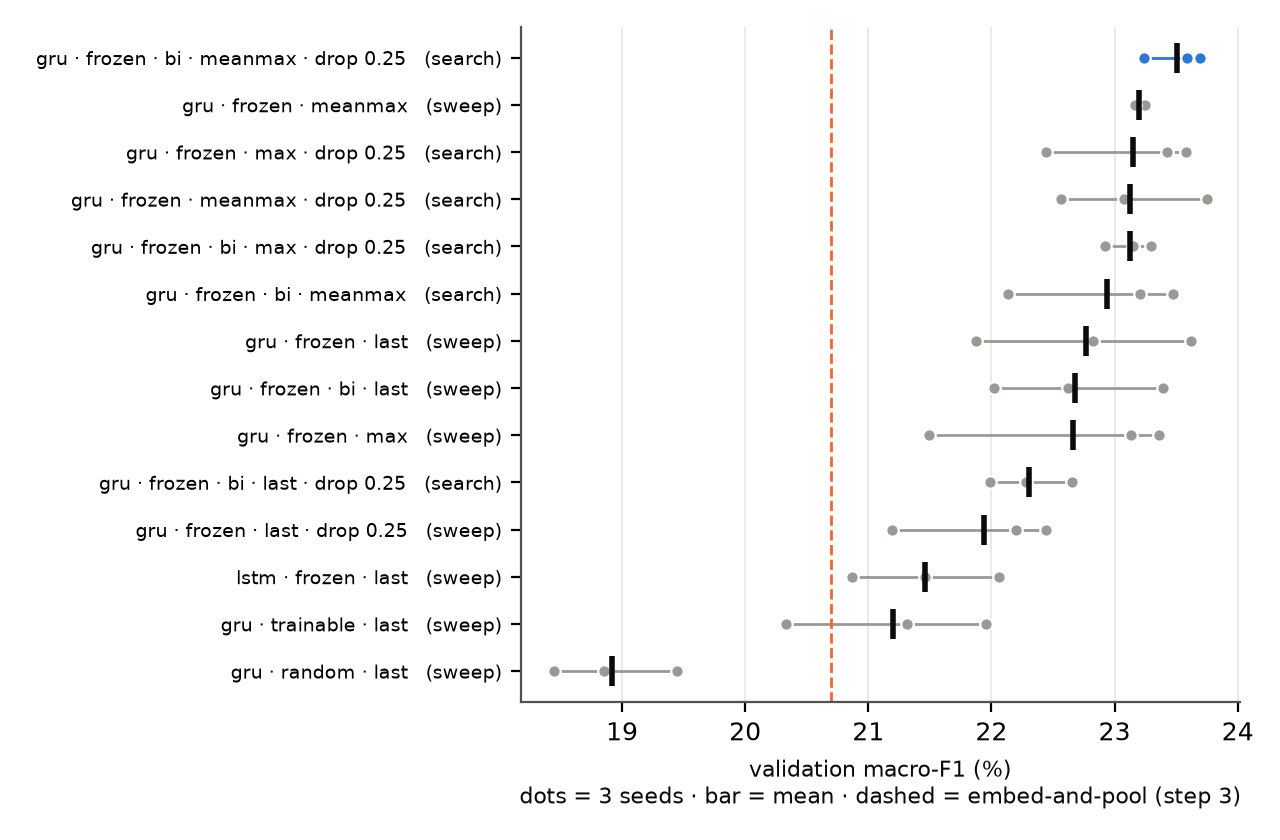 gru · frozen · bi · meanmax · drop 0.25 (search)
gru · frozen · meanmax (sweep)
gru · frozen · max · drop 0.25 (search)
gru · frozen · meanmax · drop 0.25 (search)
gru · frozen · bi · max · drop 0.25 (search)
gru · frozen · bi · meanmax (search)
gru · frozen · last (sweep)
gru · frozen · bi · last (sweep)
gru · frozen · max (sweep)
gru · frozen · bi · last · drop 0.25 (search)
gru · frozen · last · drop 0.25 (sweep)
lstm · frozen · last (sweep)
gru · trainable · last (sweep)
gru · random · last (sweep)
19 20 21 22 23 24
validation macro-F1 (%)
dots = 3 seeds · bar = mean · dashed = embed-and-pool (step 3)